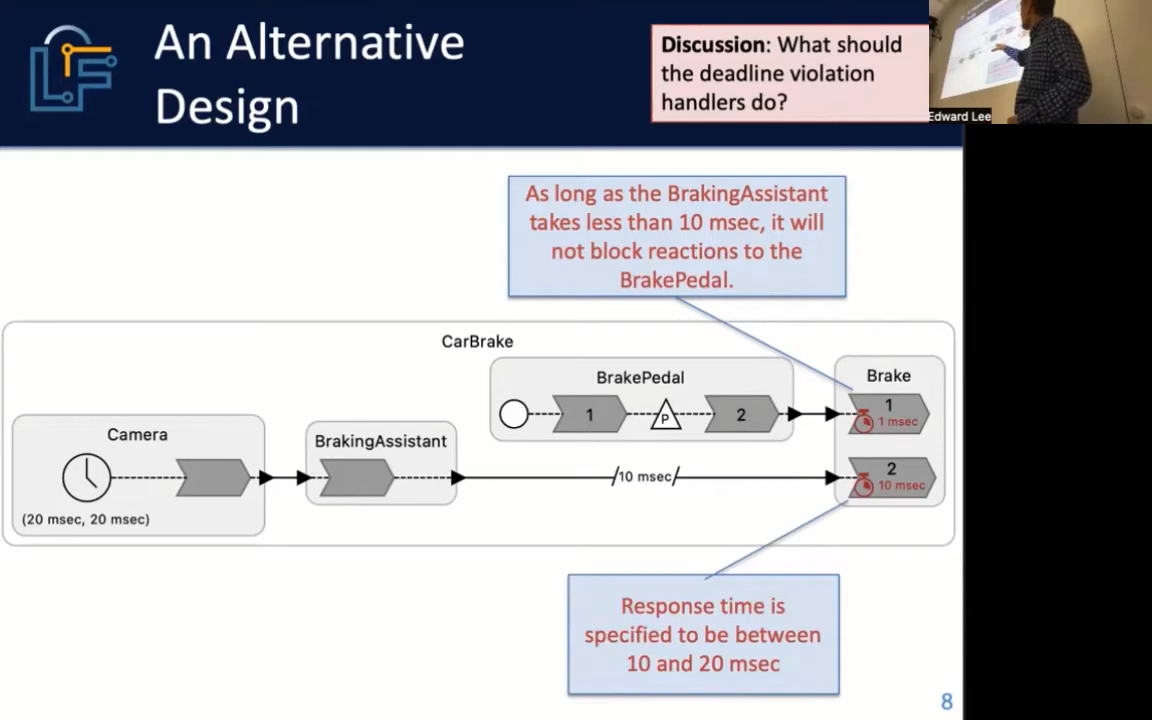 An Alternative
Design
Discussion: What should
the deadline violation
handlers do?
Edward Lee
As long as the BrakingAssistant
takes less than 10 msec, it will
not block reactions to the
BrakePedal.
CarBrake
BrakePedal
1
P
2
Brake
1
1 msec
2
10 msec
Camera
(20 msec, 20 msec)
BrakingAssistant
10 msec
Response time is
specified to be between
10 and 20 msec
8